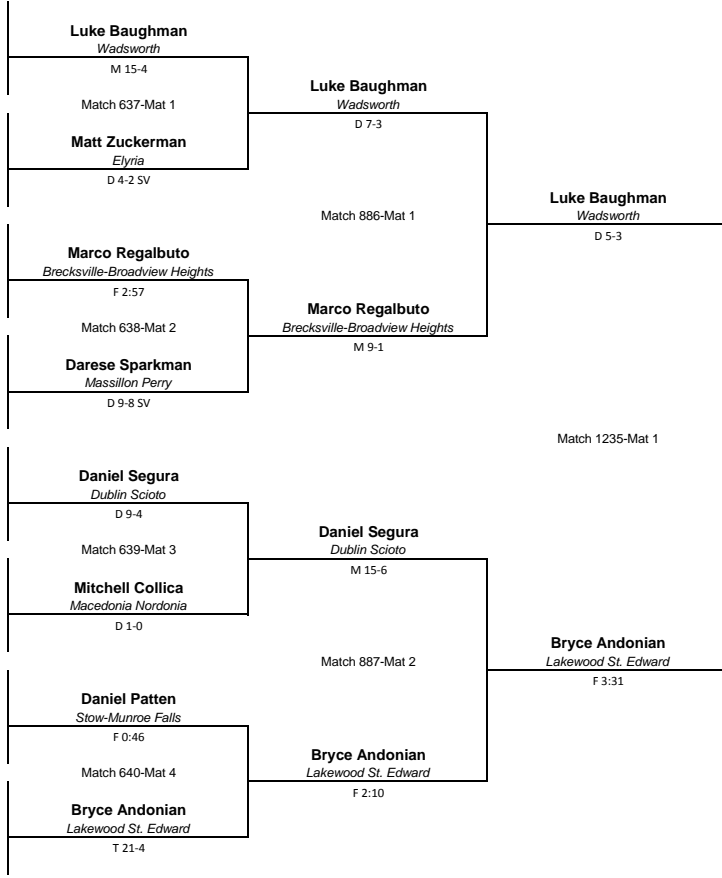 Luke Baughman
Wadsworth
M 15-4
Match 637-Mat 1
Matt Zuckerman
Elyria
D 4-2 SV
Marco Regalbuto
Brecksville-Broadview Heights
F 2:57
Match 638-Mat 2
Darese Sparkman
Massillon Perry
D 9-8 SV
Daniel Segura
Dublin Scioto
D 9-4
Match 639-Mat 3
Mitchell Collica
Macedonia Nordonia
D 1-0
Daniel Patten
Stow-Munroe Falls
F 0:46
Match 640-Mat 4
Bryce Andonian
Lakewood St. Edward
T 21-4
Luke Baughman
Wadsworth
D 7-3
Match 886-Mat 1
Marco Regalbuto
Brecksville-Broadview Heights
M 9-1
Daniel Segura
Dublin Scioto
M 15-6
Match 887-Mat 2
Bryce Andonian
Lakewood St. Edward
F 2:10
Luke Baughman
Wadsworth
D 5-3
Match 1235-Mat 1
Bryce Andonian
Lakewood St. Edward
F 3:31